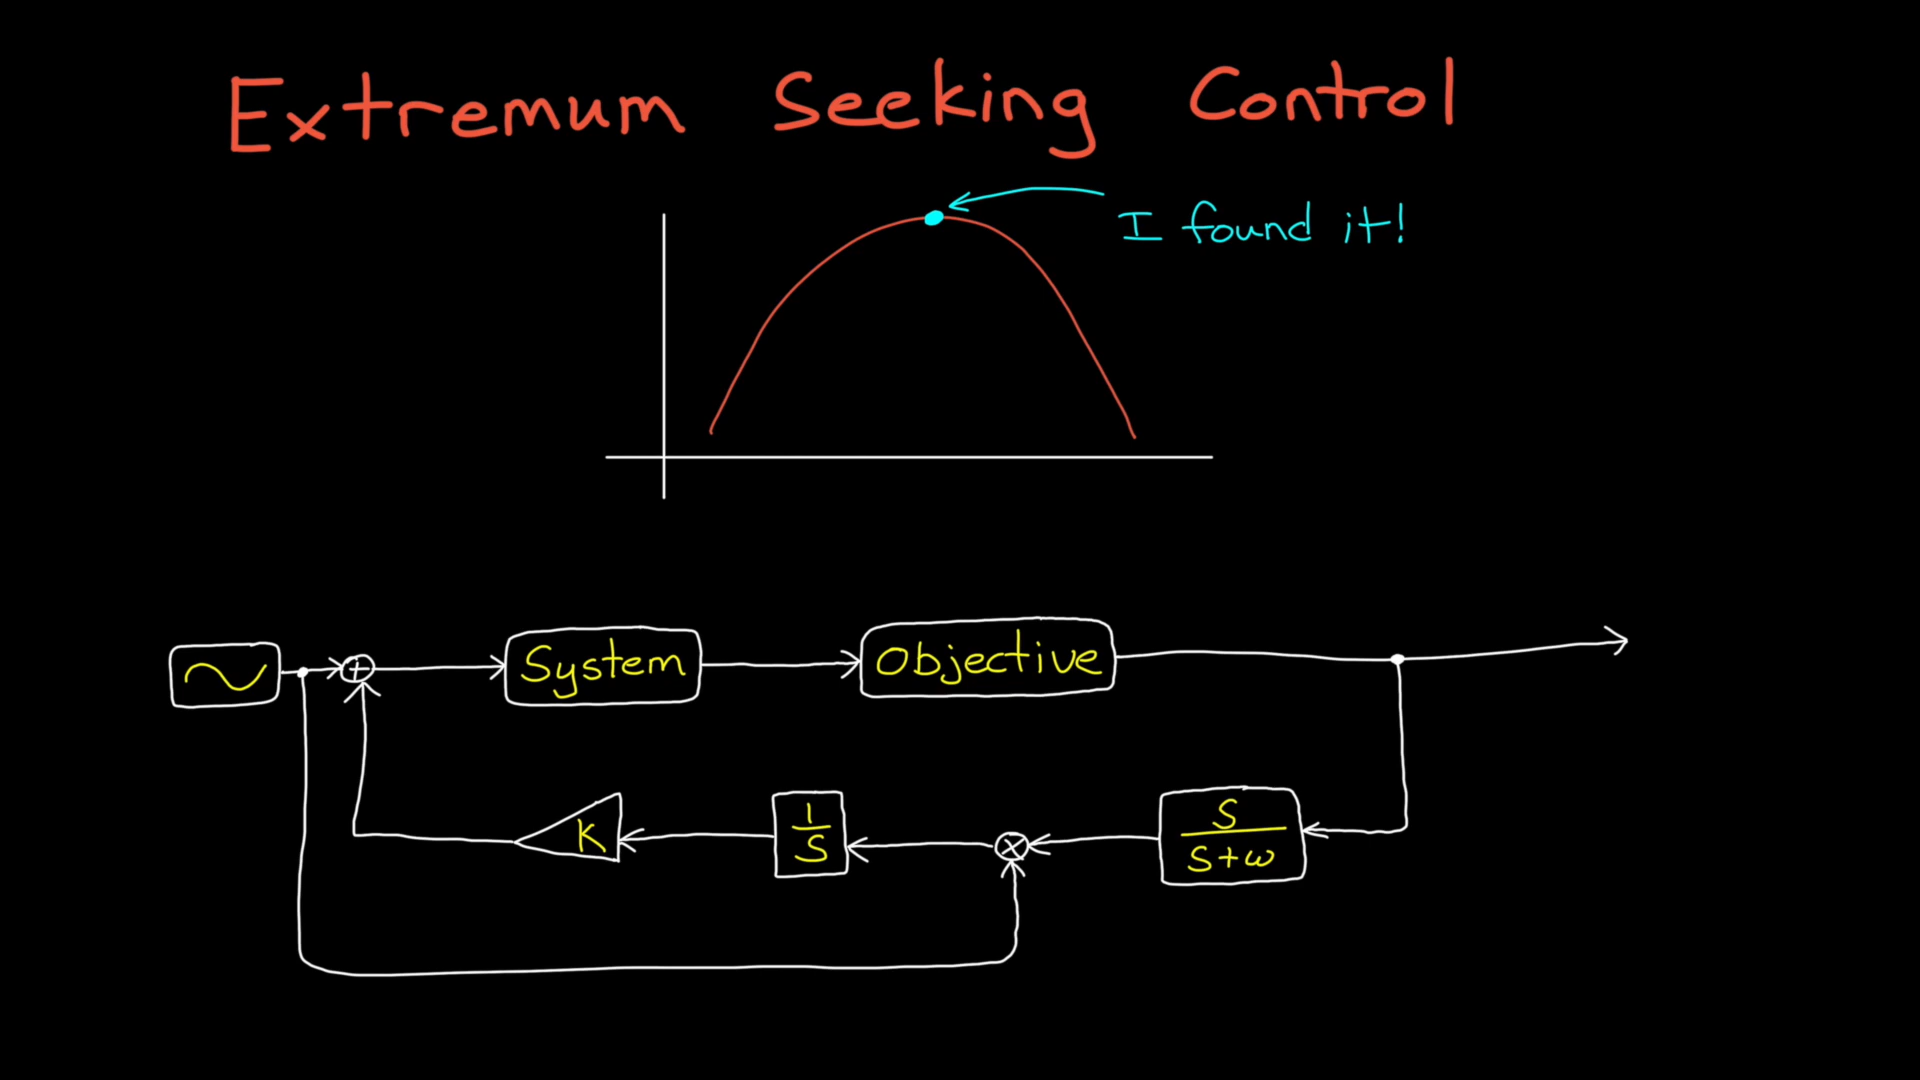 Extremum Seeking Control
I found it!
System
Objective
K
1
S
S
S+ω